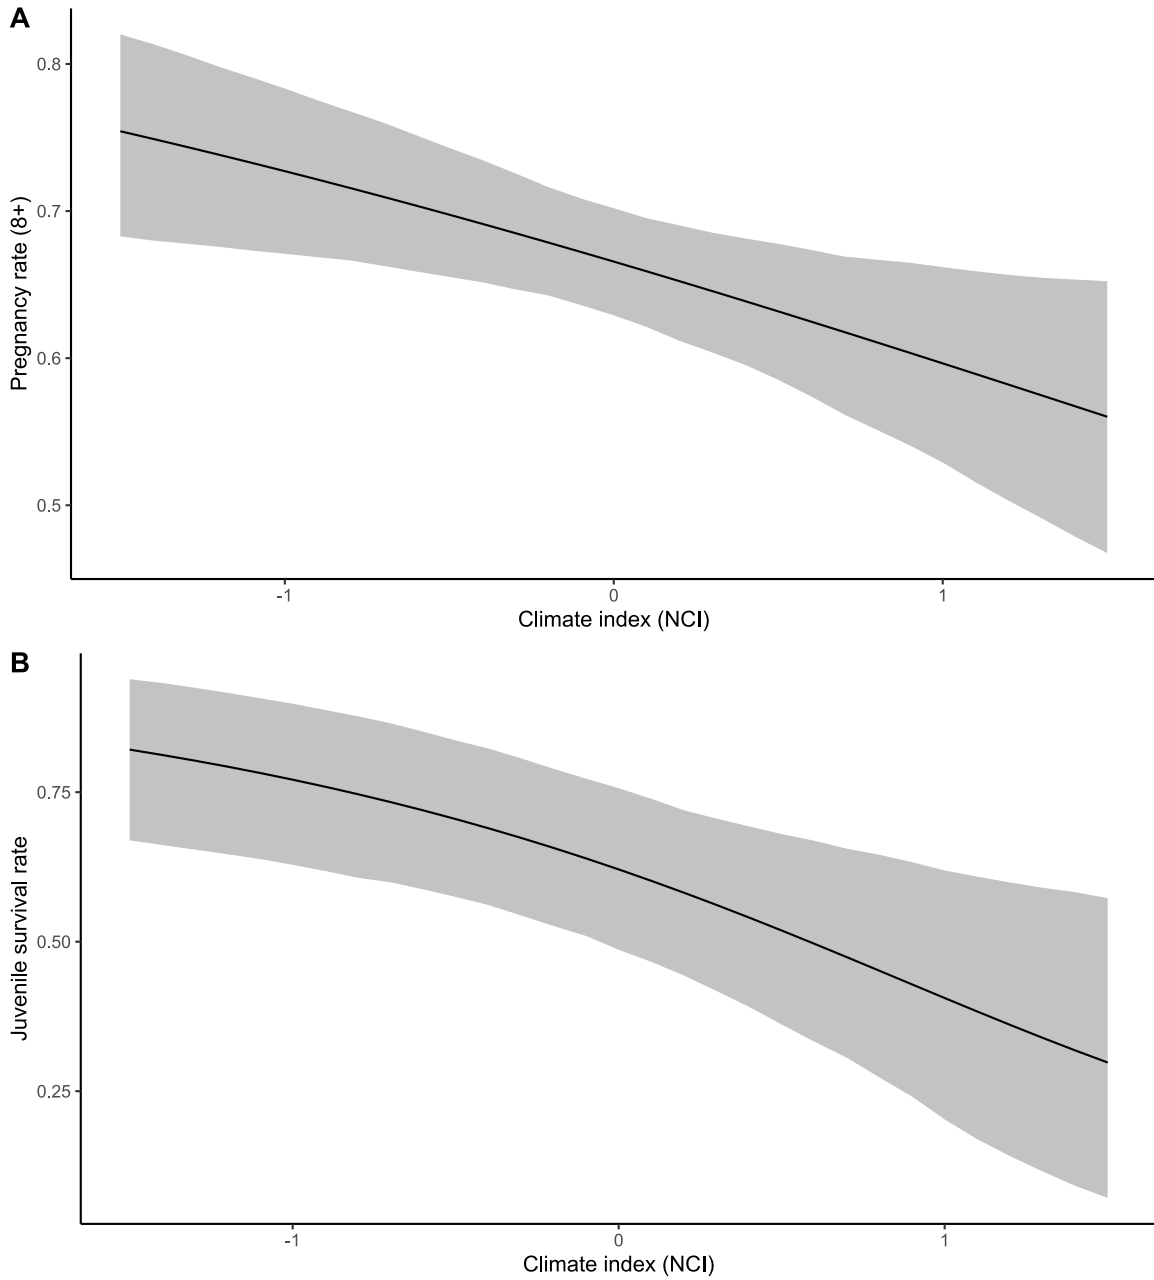 A
0.8
0.7
0.6
0.5
Pregnancy rate (8+)
-1 0 1
Climate index (NCI)
B
0.75
0.50
0.25
Juvenile survival rate
-1 0 1
Climate index (NCI)